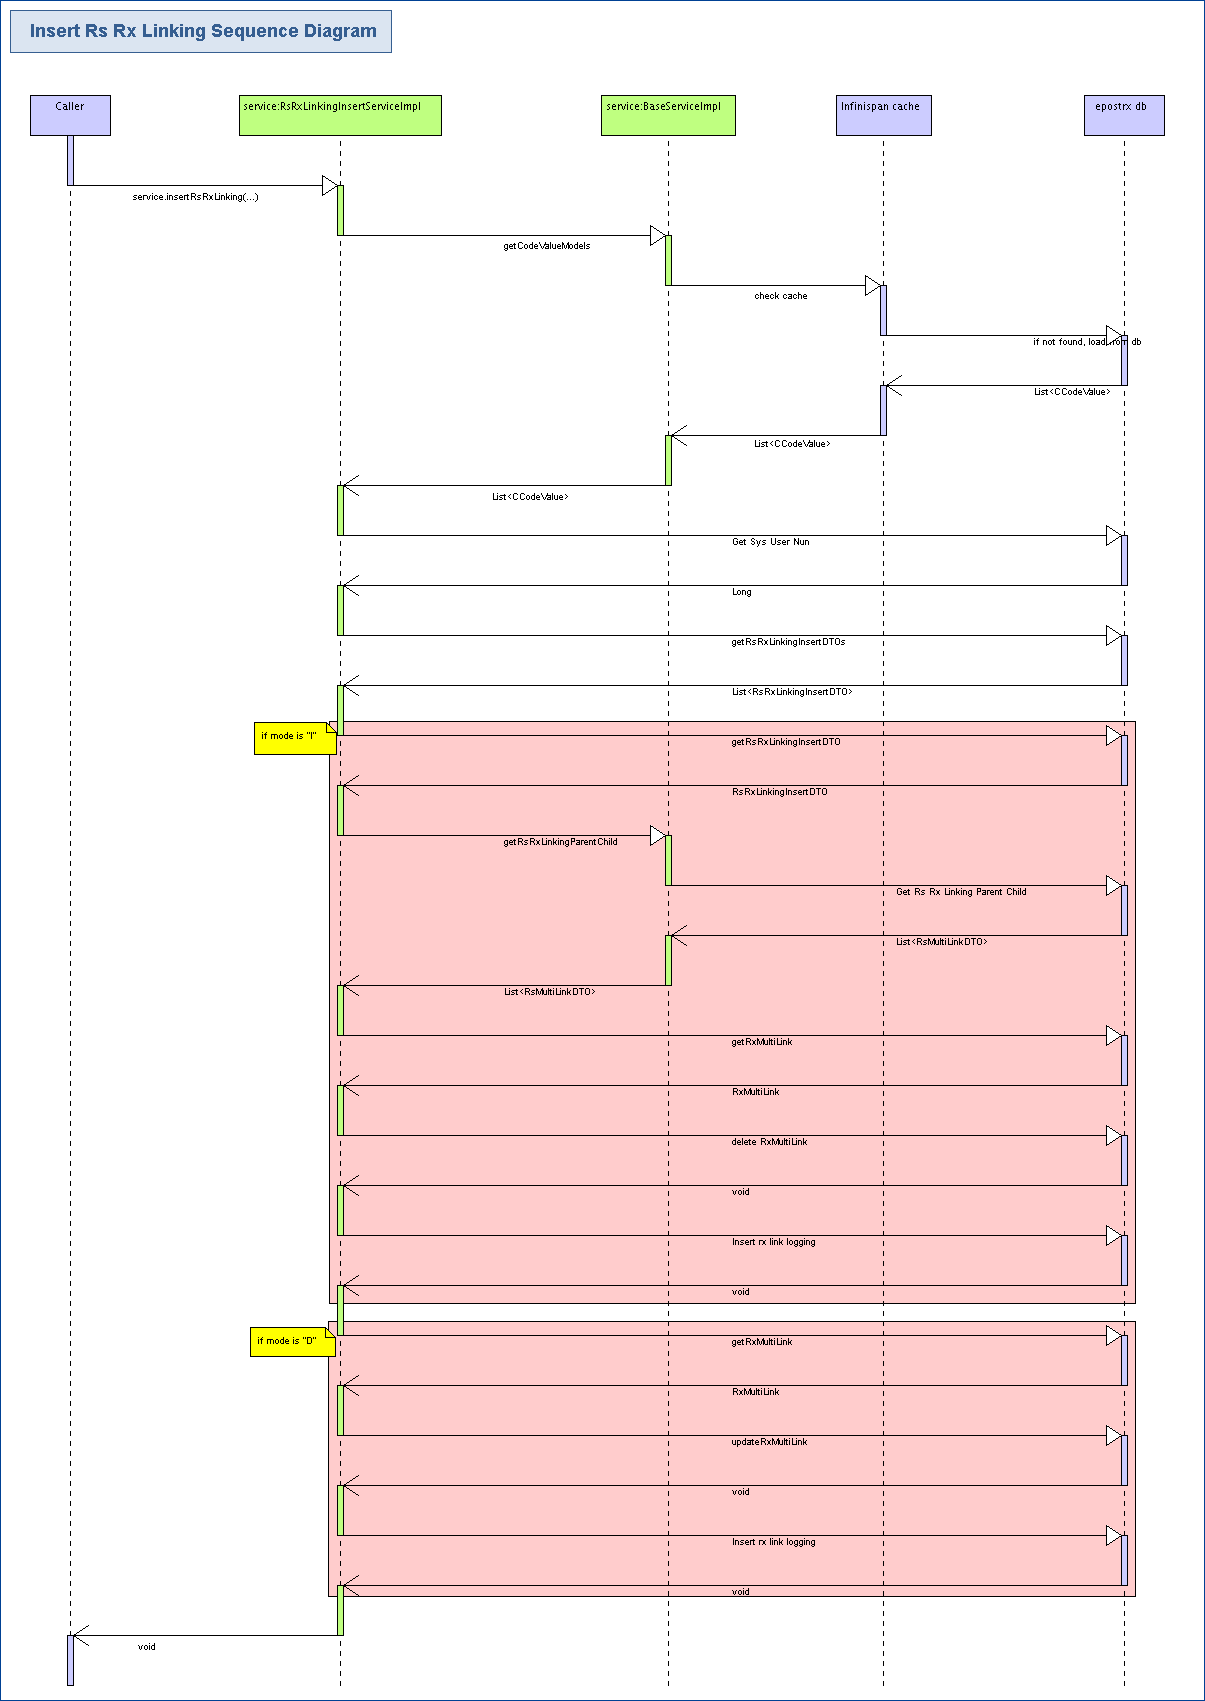 Insert Rs Rx Linking Sequence Diagram
Caller
service:RsRxLinkingInsertServiceImpl
service:BaseServiceImpl
Infinispan cache
epostrx db
service.insertRsRxLinking(...)
getCodeValueModels
check cache
if not found, load from db
List<CCodeValue>
List<CCodeValue>
List<CCodeValue>
Get Sys User Nun
Long
getRsRxLinkingInsertDTOs
List<RsRxLinkingInsertDTO>
if mode is "I"
getRsRxLinkingInsertDTO
RsRxLinkingInsertDTO
getRsRxLinkingParentChild
Get Rs Rx Linking Parent Child
List<RsMultiLinkDTO>
List<RsMultiLinkDTO>
getRxMultiLink
RxMultiLink
delete RxMultiLink
void
Insert rx link logging
void
if mode is "D"
getRxMultiLink
RxMultiLink
updateRxMultiLink
void
Insert rx link logging
void
void